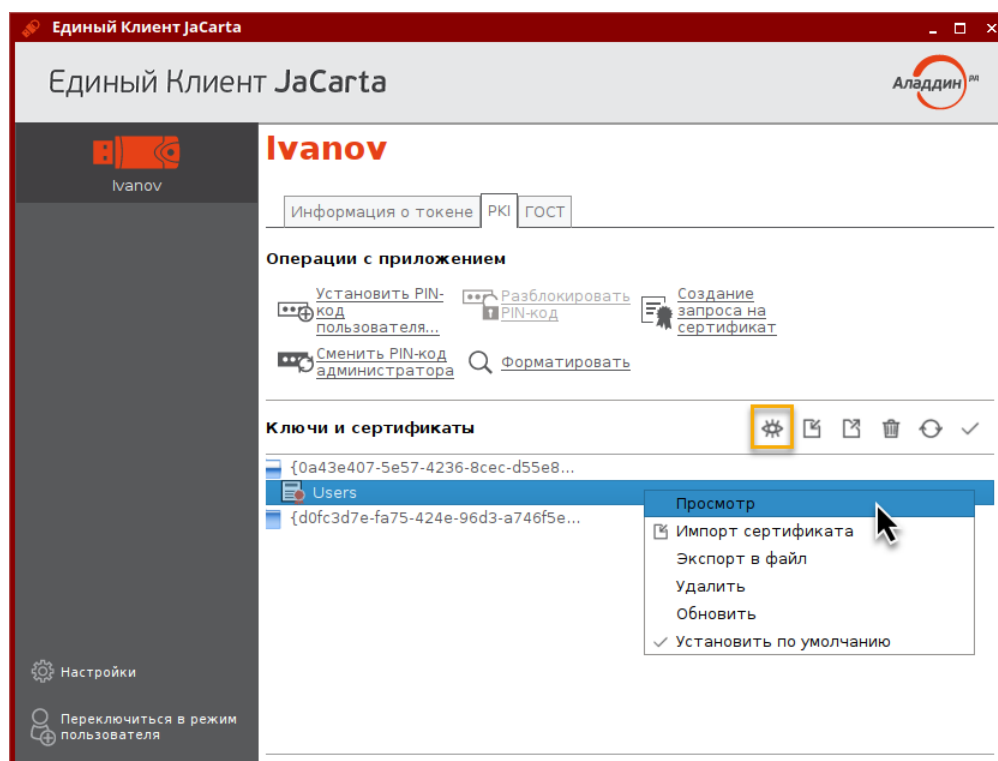 Единый Клиент JaCarta
Единый Клиент JaCarta
Аладдин РД
Ivanov
Ivanov
Информация о токене
PKI
ГОСТ
Операции с приложением
Установить PIN-
код
пользователя...
Разблокировать
PIN-код
Создание
запроса на
сертификат
Сменить PIN-код
администратора
Форматировать
Ключи и сертификаты
{0a43e407-5e57-4236-8cec-d55e8...
Users
{d0fc3d7e-fa75-424e-96d3-a746f5e...
Просмотр
Импорт сертификата
Экспорт в файл
Удалить
Обновить
Установить по умолчанию
Настройки
Переключиться в режим
пользователя